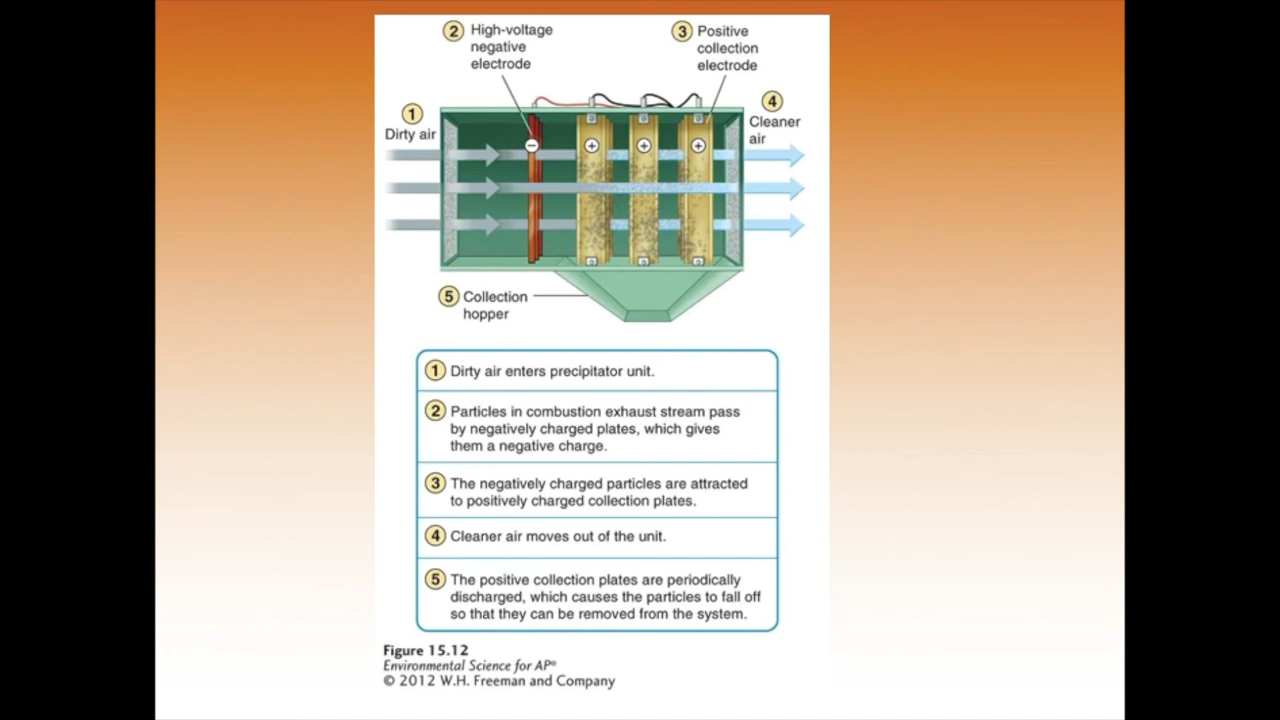 2 High-voltage
negative
electrode
3 Positive
collection
electrode
1
Dirty air
4
Cleaner
air
− + + +
5 Collection
hopper
1 Dirty air enters precipitator unit.
2 Particles in combustion exhaust stream pass
by negatively charged plates, which gives
them a negative charge.
3 The negatively charged particles are attracted
to positively charged collection plates.
4 Cleaner air moves out of the unit.
5 The positive collection plates are periodically
discharged, which causes the particles to fall off
so that they can be removed from the system.
Figure 15.12
Environmental Science for AP®
© 2012 W.H. Freeman and Company